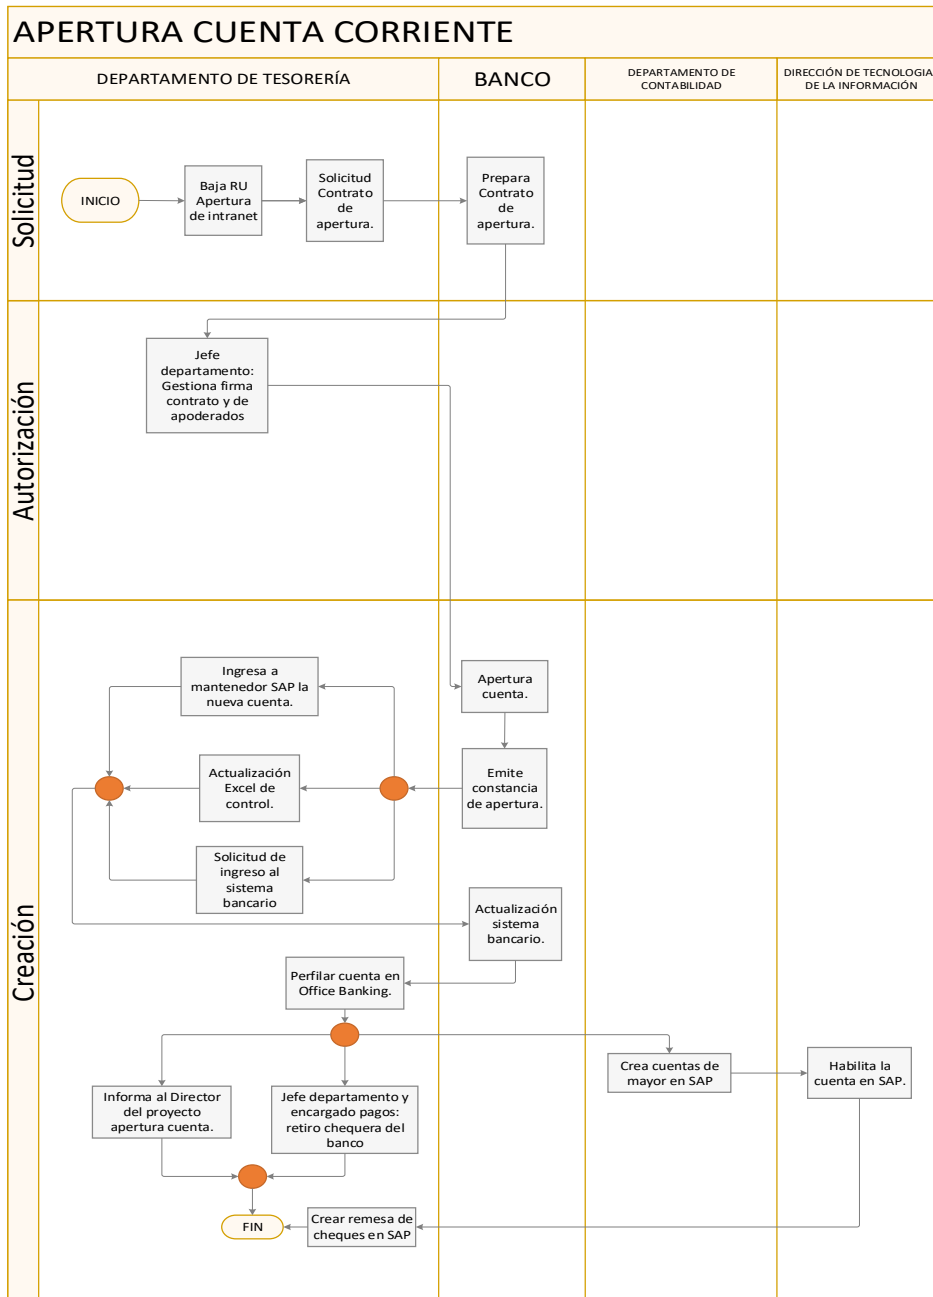 APERTURA CUENTA CORRIENTE
DEPARTAMENTO DE TESORERÍA
BANCO
DEPARTAMENTO DE
CONTABILIDAD
DIRECCIÓN DE TECNOLOGIA
DE LA INFORMACIÓN
Solicitud
INICIO
Baja RU
Apertura
de intranet
Solicitud
Contrato
de
apertura.
Prepara
Contrato
de
apertura.
Autorización
Jefe
departamento:
Gestiona firma
contrato y de
apoderados
Creación
Ingresa a
mantenedor SAP la
nueva cuenta.
Apertura
cuenta.
Actualización
Excel de
control.
Emite
constancia
de apertura.
Solicitud de
ingreso al
sistema
bancario
Actualización
sistema
bancario.
Perfilar cuenta en
Office Banking.
Crea cuentas de
mayor en SAP
Habilita la
cuenta en SAP.
Informa al Director
del proyecto
apertura cuenta.
Jefe departamento y
encargado pagos:
retiro chequera del
banco
FIN
Crear remesa de
cheques en SAP